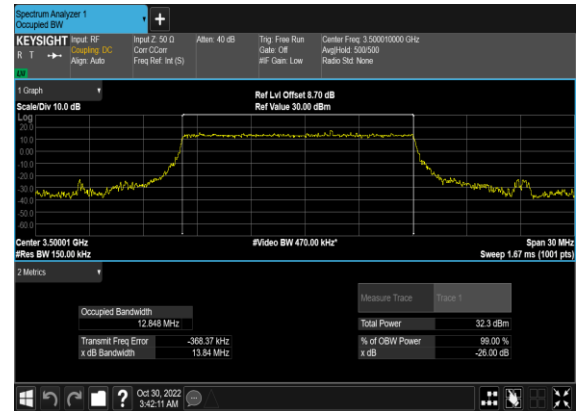 Spectrum Analyzer 1
Occupied BW
+
KEYSIGHT Input: RF Input Z: 50 Ω Atten: 40 dB Trig: Free Run Center Freq: 3.500010000 GHz
R T Coupling: DC Corr CCorr Gate: Off Avg|Hold: 500/500
Align: Auto Freq Ref: Int (S) #IF Gain: Low Radio Std: None
1 Graph
Ref Lvl Offset 8.70 dB
Scale/Div 10.0 dB Ref Value 30.00 dBm
Log
20.0
10.0
0.00
-10.0
-20.0
-30.0
-40.0
-50.0
-60.0
Center 3.50001 GHz #Video BW 470.00 kHz* Span 30 MHz
#Res BW 150.00 kHz Sweep 1.67 ms (1001 pts)
2 Metrics
Measure Trace Trace 1
Occupied Bandwidth
12.848 MHz Total Power 32.3 dBm
Transmit Freq Error -368.37 kHz % of OBW Power 99.00 %
x dB Bandwidth 13.84 MHz x dB -26.00 dB
? Oct 30, 2022
3:42:11 AM